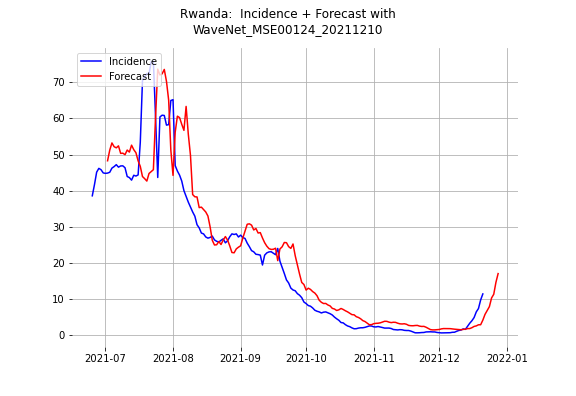 Rwanda: Incidence + Forecast with
WaveNet_MSE00124_20211210
Incidence
Forecast
70
60
50
40
30
20
10
0
2021-07 2021-08 2021-09 2021-10 2021-11 2021-12 2022-01